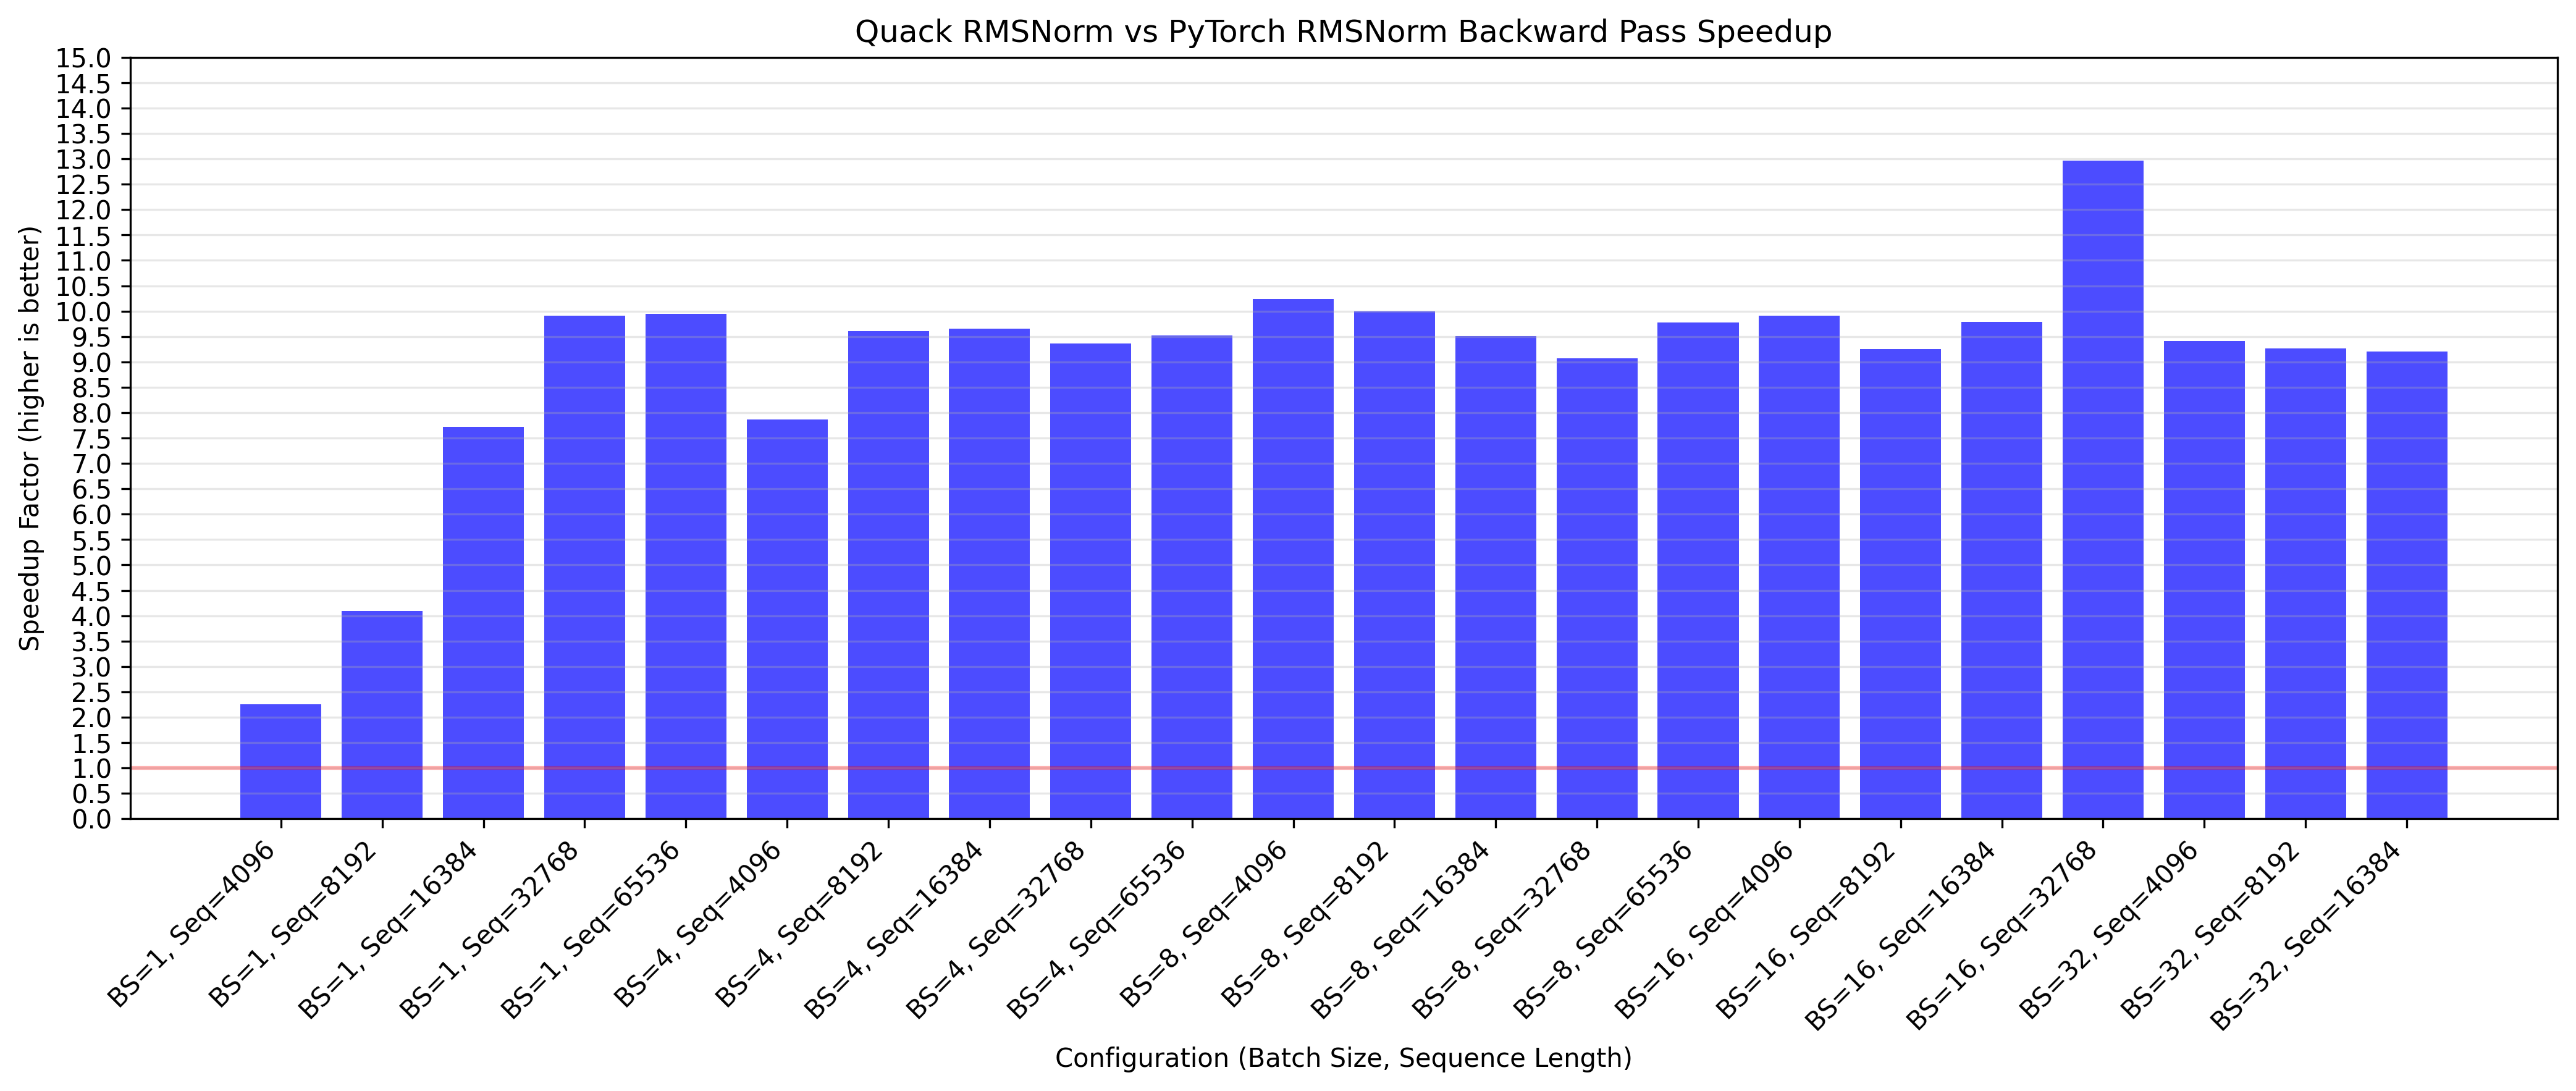 Quack RMSNorm vs PyTorch RMSNorm Backward Pass Speedup
Speedup Factor (higher is better)
15.0
14.5
14.0
13.5
13.0
12.5
12.0
11.5
11.0
10.5
10.0
9.5
9.0
8.5
8.0
7.5
7.0
6.5
6.0
5.5
5.0
4.5
4.0
3.5
3.0
2.5
2.0
1.5
1.0
0.5
0.0
BS=1, Seq=4096
BS=1, Seq=8192
BS=1, Seq=16384
BS=1, Seq=32768
BS=1, Seq=65536
BS=4, Seq=4096
BS=4, Seq=8192
BS=4, Seq=16384
BS=4, Seq=32768
BS=4, Seq=65536
BS=8, Seq=4096
BS=8, Seq=8192
BS=8, Seq=16384
BS=8, Seq=32768
BS=8, Seq=65536
BS=16, Seq=4096
BS=16, Seq=8192
BS=16, Seq=16384
BS=16, Seq=32768
BS=32, Seq=4096
BS=32, Seq=8192
BS=32, Seq=16384
Configuration (Batch Size, Sequence Length)